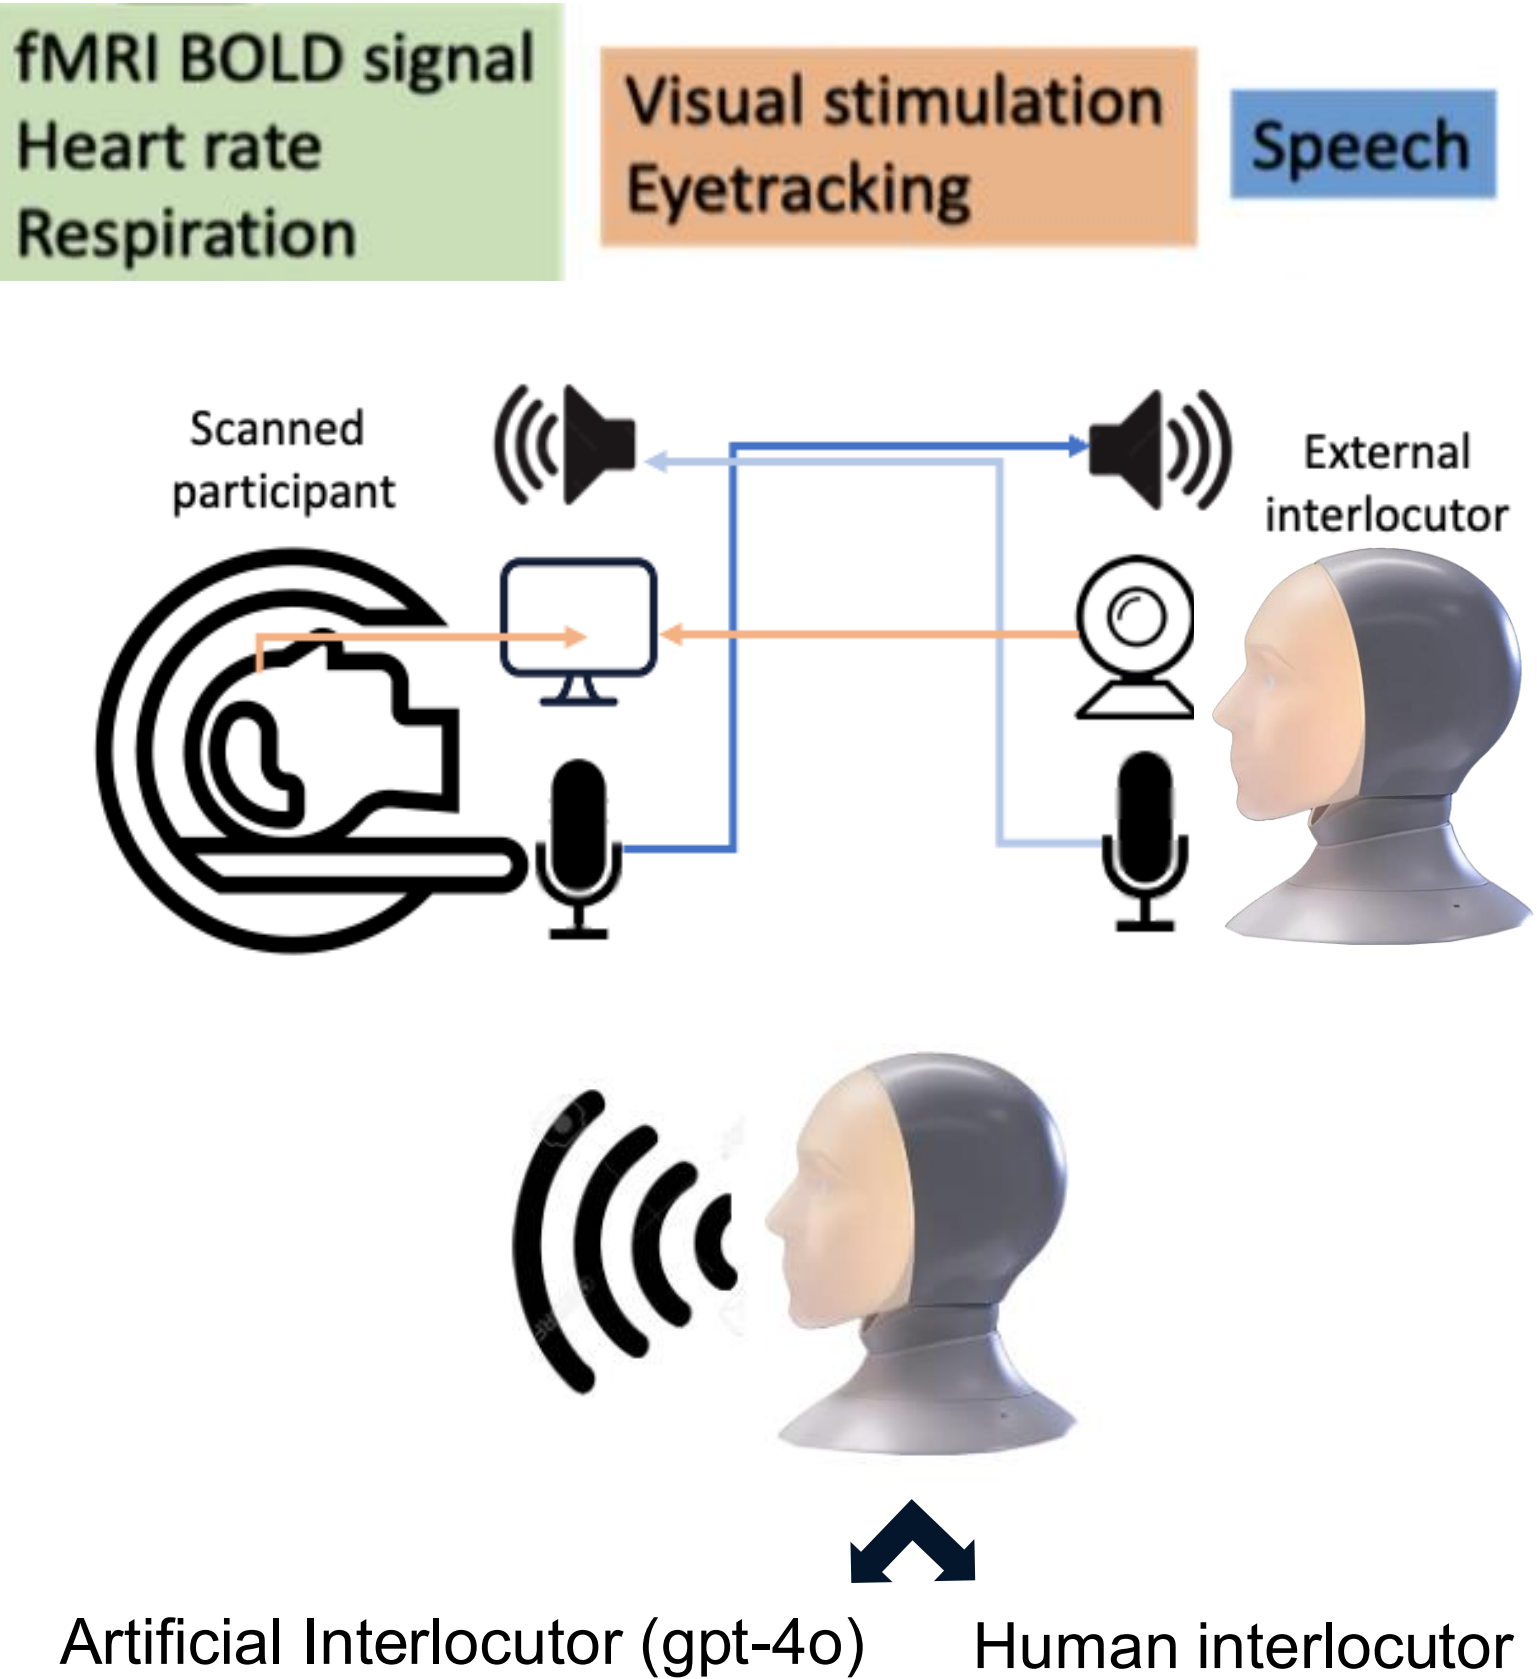 fMRI BOLD signal
Heart rate
Respiration
Visual stimulation
Eyetracking
Speech
Scanned
participant
External
interlocutor
Artificial Interlocutor (gpt-4o)
Human interlocutor